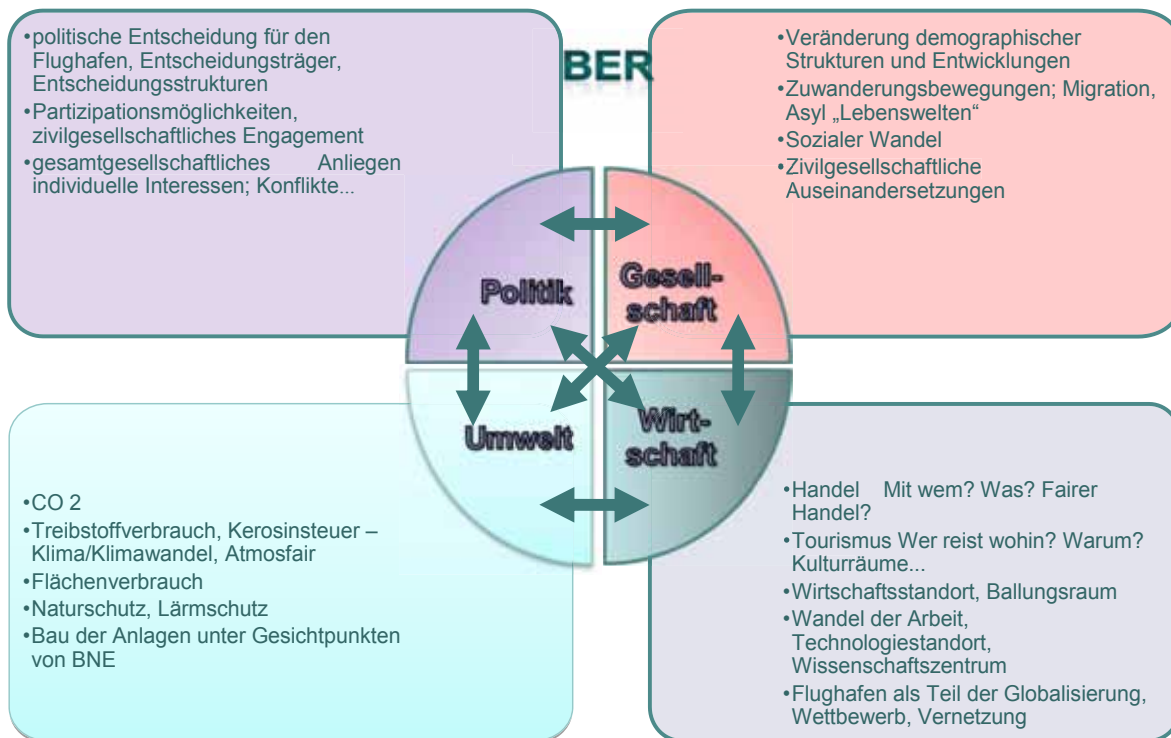 •politische Entscheidung für den
Flughafen, Entscheidungsträger,
Entscheidungsstrukturen
•Partizipationsmöglichkeiten,
zivilgesellschaftliches Engagement
•gesamtgesellschaftliches Anliegen
individuelle Interessen; Konflikte...
BER
•Veränderung demographischer
Strukturen und Entwicklungen
•Zuwanderungsbewegungen; Migration,
Asyl „Lebenswelten“
•Sozialer Wandel
•Zivilgesellschaftliche
Auseinandersetzungen
Politik
Gesell-
schaft
Umwelt
Wirt-
schaft
•CO 2
•Treibstoffverbrauch, Kerosinsteuer –
Klima/Klimawandel, Atmosfair
•Flächenverbrauch
•Naturschutz, Lärmschutz
•Bau der Anlagen unter Gesichtpunkten
von BNE
•Handel Mit wem? Was? Fairer
Handel?
•Tourismus Wer reist wohin? Warum?
Kulturräume...
•Wirtschaftsstandort, Ballungsraum
•Wandel der Arbeit,
Technologiestandort,
Wissenschaftszentrum
•Flughafen als Teil der Globalisierung,
Wettbewerb, Vernetzung